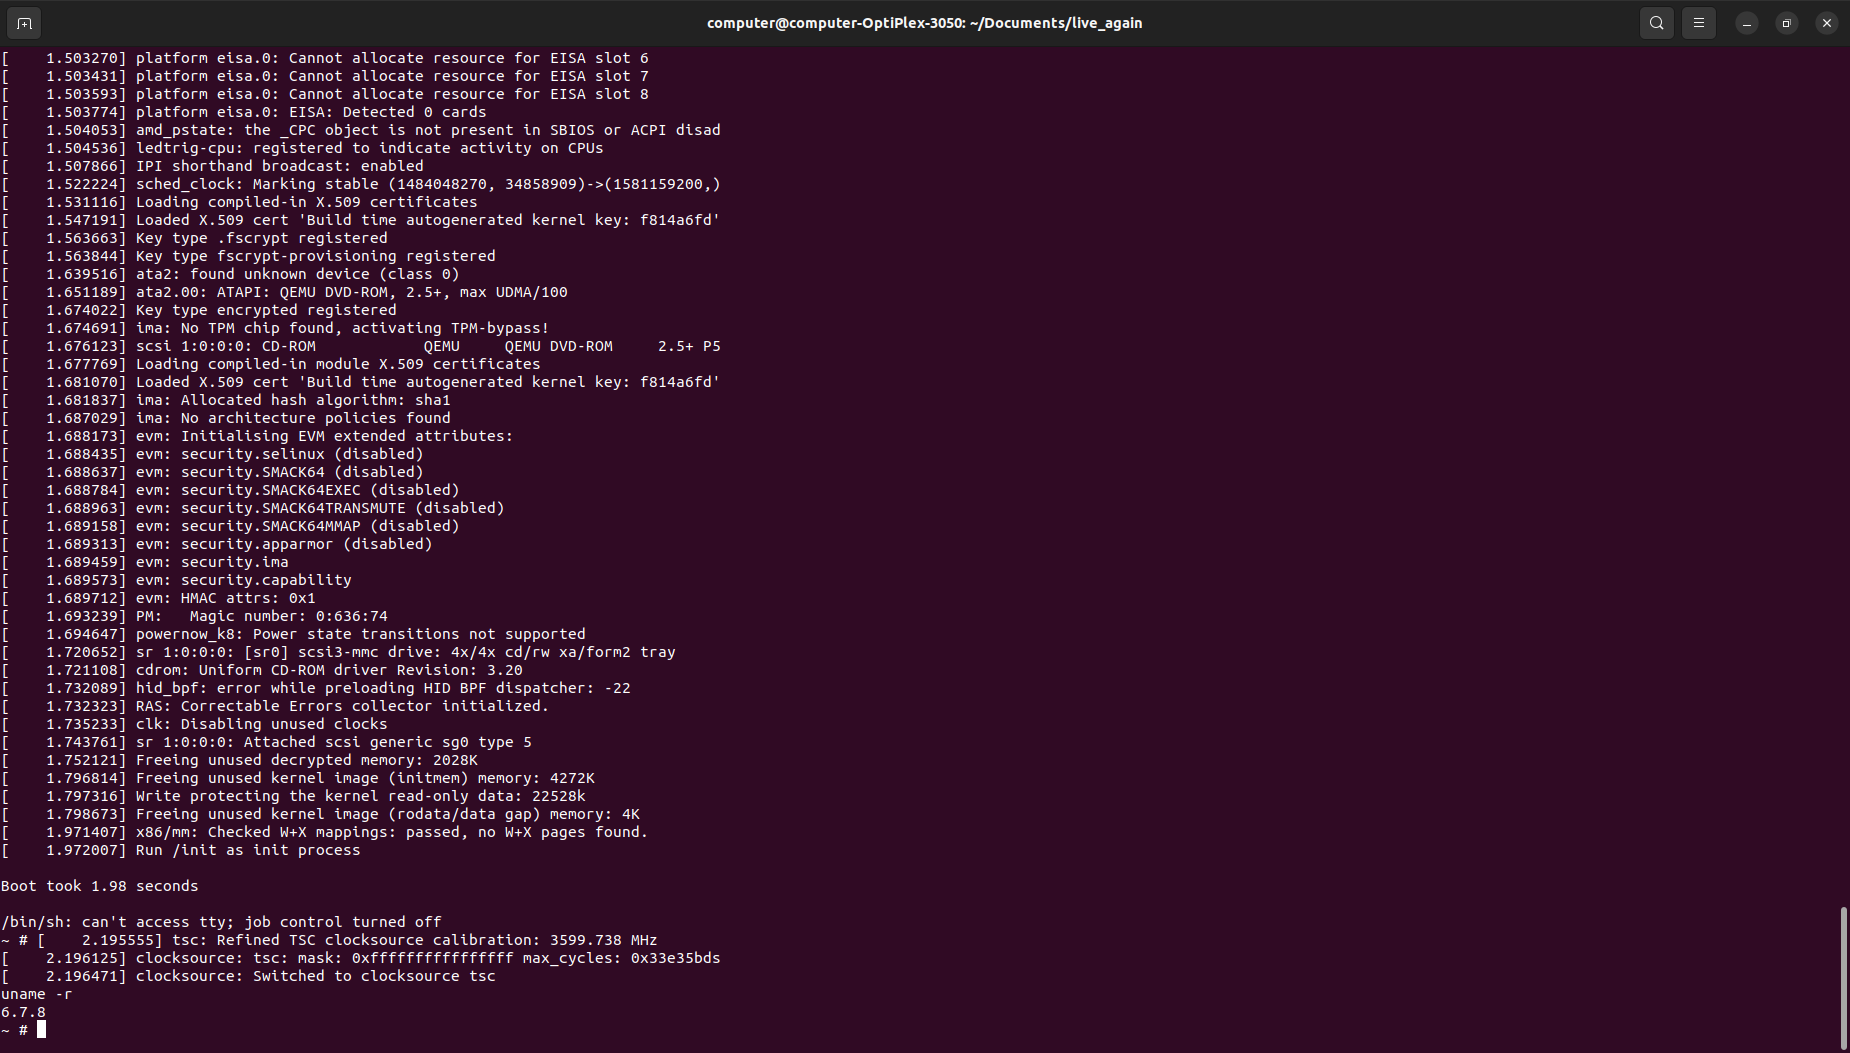 computer@computer-OptiPlex-3050: ~/Documents/live_again
[    1.503270] platform eisa.0: Cannot allocate resource for EISA slot 6
[    1.503431] platform eisa.0: Cannot allocate resource for EISA slot 7
[    1.503593] platform eisa.0: Cannot allocate resource for EISA slot 8
[    1.503774] platform eisa.0: EISA: Detected 0 cards
[    1.504053] amd_pstate: the _CPC object is not present in SBIOS or ACPI disad
[    1.504536] ledtrig-cpu: registered to indicate activity on CPUs
[    1.507866] IPI shorthand broadcast: enabled
[    1.522224] sched_clock: Marking stable (1484048270, 34858909)->(1581159200,)
[    1.531116] Loading compiled-in X.509 certificates
[    1.547191] Loaded X.509 cert 'Build time autogenerated kernel key: f814a6fd'
[    1.563663] Key type .fscrypt registered
[    1.563844] Key type fscrypt-provisioning registered
[    1.639516] ata2: found unknown device (class 0)
[    1.651189] ata2.00: ATAPI: QEMU DVD-ROM, 2.5+, max UDMA/100
[    1.674022] Key type encrypted registered
[    1.674691] ima: No TPM chip found, activating TPM-bypass!
[    1.676123] scsi 1:0:0:0: CD-ROM            QEMU     QEMU DVD-ROM     2.5+ P5
[    1.677769] Loading compiled-in module X.509 certificates
[    1.681070] Loaded X.509 cert 'Build time autogenerated kernel key: f814a6fd'
[    1.681837] ima: Allocated hash algorithm: sha1
[    1.687029] ima: No architecture policies found
[    1.688173] evm: Initialising EVM extended attributes:
[    1.688435] evm: security.selinux (disabled)
[    1.688637] evm: security.SMACK64 (disabled)
[    1.688784] evm: security.SMACK64EXEC (disabled)
[    1.688963] evm: security.SMACK64TRANSMUTE (disabled)
[    1.689158] evm: security.SMACK64MMAP (disabled)
[    1.689313] evm: security.apparmor (disabled)
[    1.689459] evm: security.ima
[    1.689573] evm: security.capability
[    1.689712] evm: HMAC attrs: 0x1
[    1.693239] PM:   Magic number: 0:636:74
[    1.694647] powernow_k8: Power state transitions not supported
[    1.720652] sr 1:0:0:0: [sr0] scsi3-mmc drive: 4x/4x cd/rw xa/form2 tray
[    1.721108] cdrom: Uniform CD-ROM driver Revision: 3.20
[    1.732089] hid_bpf: error while preloading HID BPF dispatcher: -22
[    1.732323] RAS: Correctable Errors collector initialized.
[    1.735233] clk: Disabling unused clocks
[    1.743761] sr 1:0:0:0: Attached scsi generic sg0 type 5
[    1.752121] Freeing unused decrypted memory: 2028K
[    1.796814] Freeing unused kernel image (initmem) memory: 4272K
[    1.797316] Write protecting the kernel read-only data: 22528k
[    1.798673] Freeing unused kernel image (rodata/data gap) memory: 4K
[    1.971407] x86/mm: Checked W+X mappings: passed, no W+X pages found.
[    1.972007] Run /init as init process
Boot took 1.98 seconds
/bin/sh: can't access tty; job control turned off
~ # [    2.195555] tsc: Refined TSC clocksource calibration: 3599.738 MHz
[    2.196125] clocksource: tsc: mask: 0xffffffffffffffff max_cycles: 0x33e35bds
[    2.196471] clocksource: Switched to clocksource tsc
uname -r
6.7.8
~ #